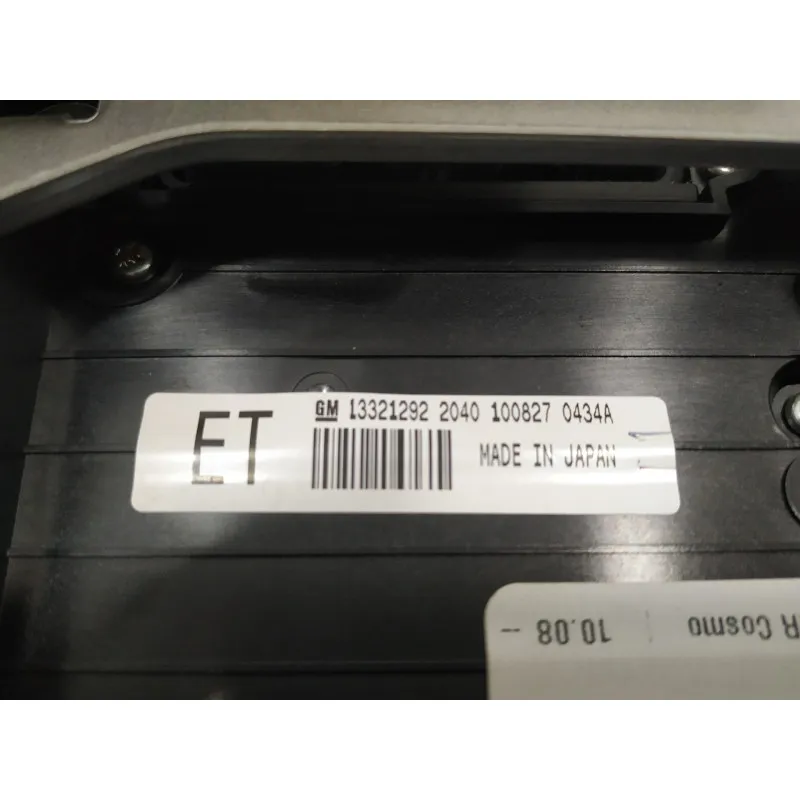 ET
GM 13321292 2040 100827 0434A
MADE IN JAPAN
R Cosmo 10.08 --